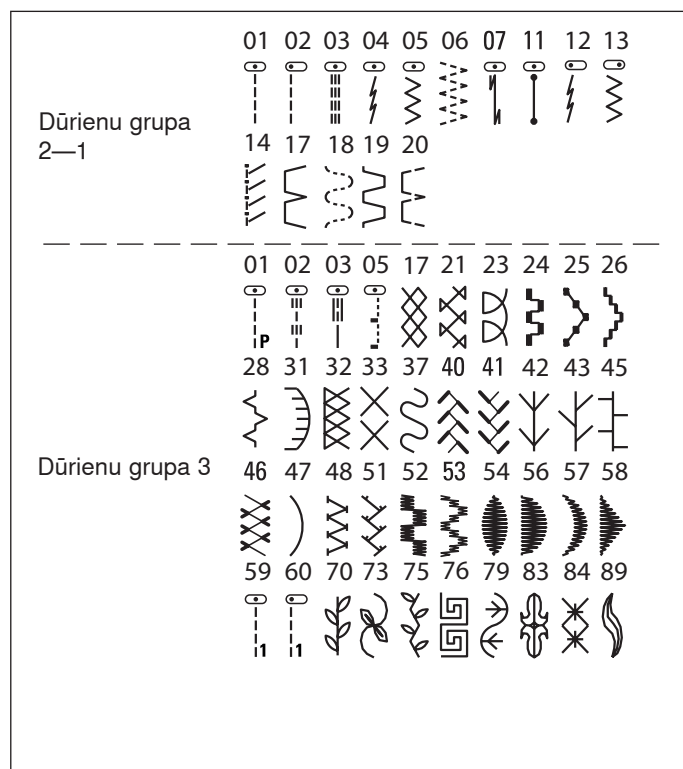 01 02 03 04 05 06 07 11 12 13
Dūrienu grupa
2—1
14 17 18 19 20
01 02 03 05 17 21 23 24 25 26
P
28 31 32 33 37 40 41 42 43 45
Dūrienu grupa 3
46 47 48 51 52 53 54 56 57 58
59 60 70 73 75 76 79 83 84 89
1 1